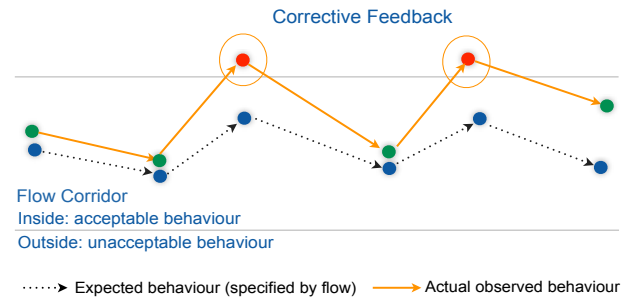 Corrective Feedback
Flow Corridor
Inside: acceptable behaviour
Outside: unacceptable behaviour
Expected behaviour (specified by flow)
Actual observed behaviour